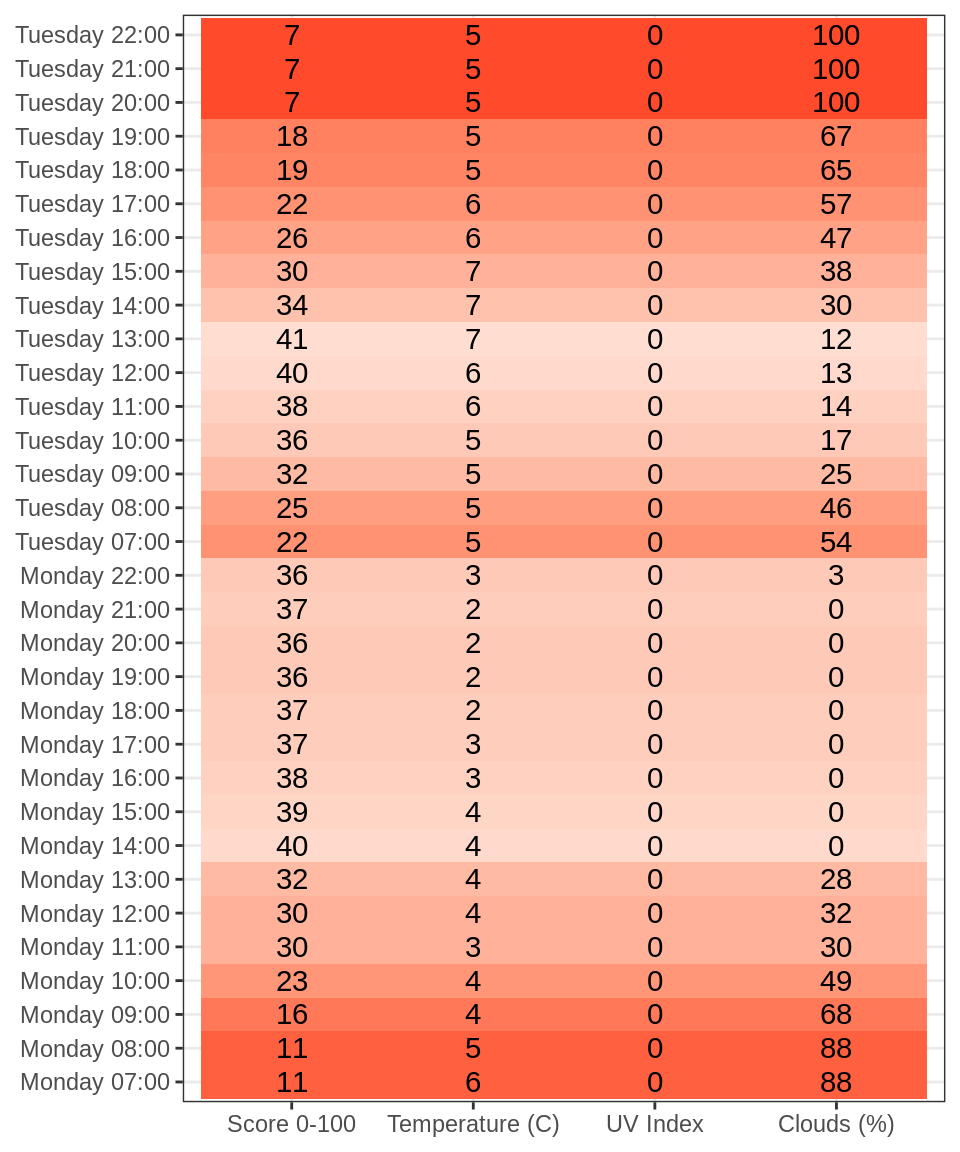 Tuesday 22:00 7 5 0 100
Tuesday 21:00 7 5 0 100
Tuesday 20:00 7 5 0 100
Tuesday 19:00 18 5 0 67
Tuesday 18:00 19 5 0 65
Tuesday 17:00 22 6 0 57
Tuesday 16:00 26 6 0 47
Tuesday 15:00 30 7 0 38
Tuesday 14:00 34 7 0 30
Tuesday 13:00 41 7 0 12
Tuesday 12:00 40 6 0 13
Tuesday 11:00 38 6 0 14
Tuesday 10:00 36 5 0 17
Tuesday 09:00 32 5 0 25
Tuesday 08:00 25 5 0 46
Tuesday 07:00 22 5 0 54
Monday 22:00 36 3 0 3
Monday 21:00 37 2 0 0
Monday 20:00 36 2 0 0
Monday 19:00 36 2 0 0
Monday 18:00 37 2 0 0
Monday 17:00 37 3 0 0
Monday 16:00 38 3 0 0
Monday 15:00 39 4 0 0
Monday 14:00 40 4 0 0
Monday 13:00 32 4 0 28
Monday 12:00 30 4 0 32
Monday 11:00 30 3 0 30
Monday 10:00 23 4 0 49
Monday 09:00 16 4 0 68
Monday 08:00 11 5 0 88
Monday 07:00 11 6 0 88
Score 0-100 Temperature (C) UV Index Clouds (%)